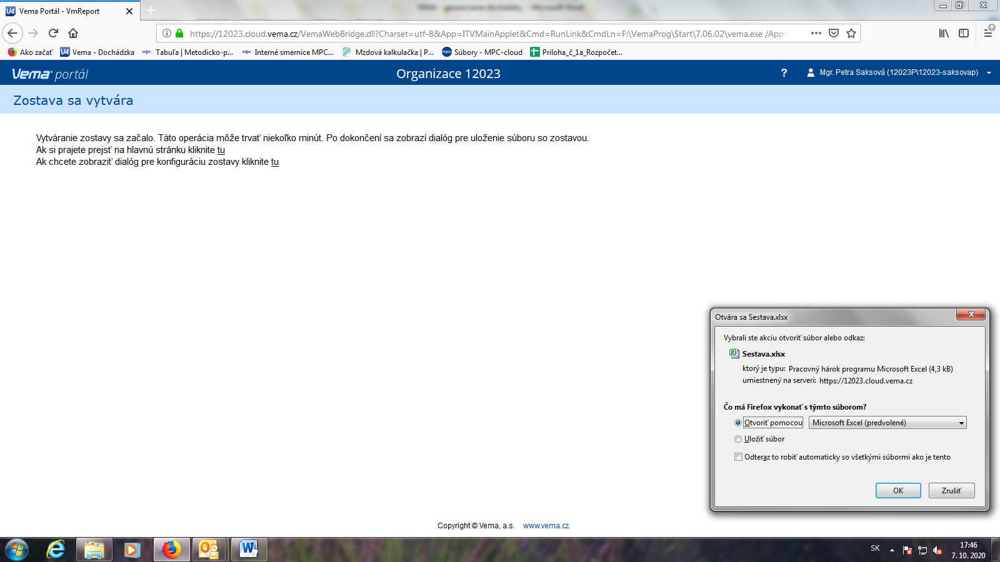 Vema Portál - VmReport
https://12023.cloud.vema.cz/VemaWebBridge.dll?Charset=utf-8&App=ITVMainApplet&Cmd=RunLink&CmdLn=F:\VemaProg\Start\7.06.02\vema.exe /App=
Ako začať Vema - Dochádzka Tabuľa | Metodicko-p... Interné smernice MPC... Mzdová kalkulačka | P... Súbory - MPC-cloud Priloha_č_1a_Rozpočet...
Vema portál Organizace 12023 ? Mgr. Petra Saksová (12023P\12023-saksovap)
Zostava sa vytvára
Vytváranie zostavy sa začalo. Táto operácia môže trvať niekoľko minút. Po dokončení sa zobrazí dialóg pre uloženie súboru so zostavou.
Ak si prajete prejsť na hlavnú stránku kliknite tu
Ak chcete zobraziť dialóg pre konfiguráciu zostavy kliknite tu
Otvára sa Sestava.xlsx
Vybrali ste akciu otvoriť súbor alebo odkaz:
Sestava.xlsx
ktorý je typu: Pracovný hárok programu Microsoft Excel (4,3 kB)
umiestnený na serveri: https://12023.cloud.vema.cz
Čo má Firefox vykonať s týmto súborom?
Otvoriť pomocou Microsoft Excel (predvolené)
Uložiť súbor
Odteraz to robiť automaticky so všetkými súbormi ako je tento
OK Zrušiť
Copyright © Vema, a.s. www.vema.cz
SK 17:46
7. 10. 2020